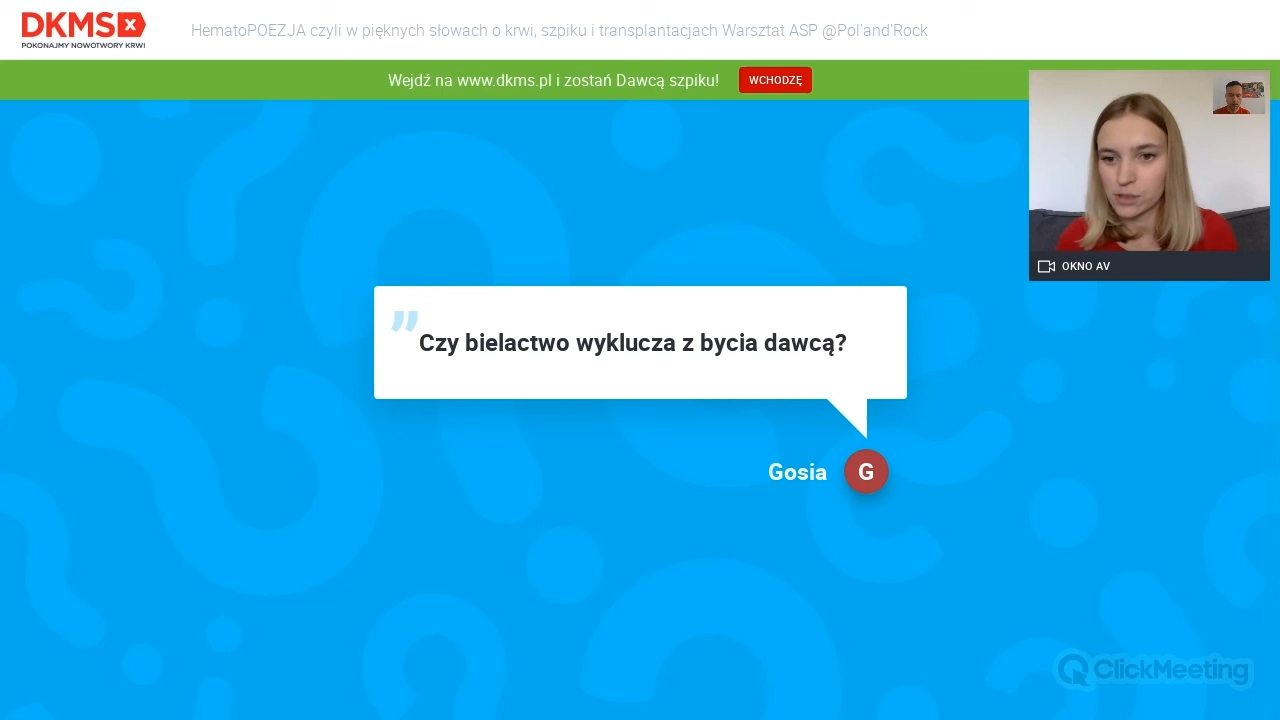 DKMS
POKONAJMY NOWOTWORY KRWI
HematoPOEZJA czyli w pięknych słowach o krwi, szpiku i transplantacjach Warsztat ASP @Pol'and'Rock
Wejdź na www.dkms.pl i zostań Dawcą szpiku!
WCHODZĘ
OKNO AV
” Czy bielactwo wyklucza z bycia dawcą?
Gosia
G
ClickMeeting